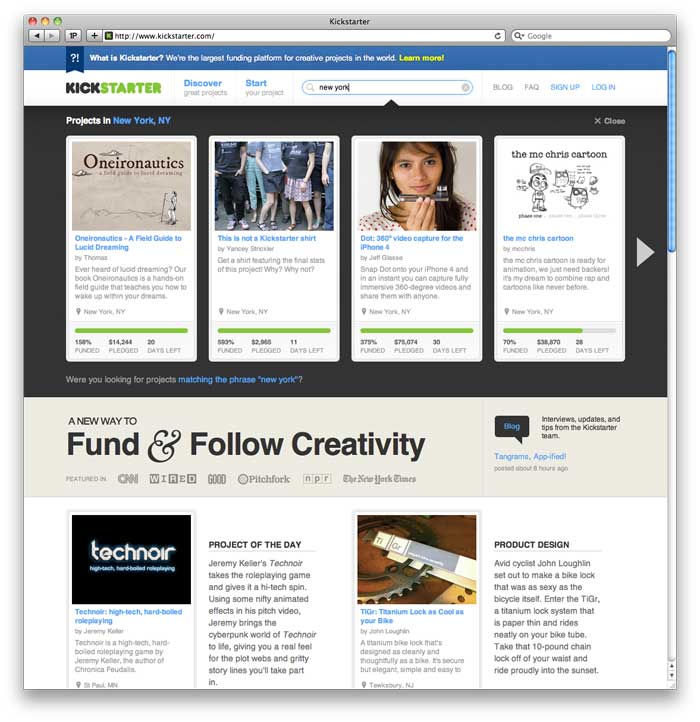 Kickstarter
1P
http://www.kickstarter.com/
Google
?!
What is Kickstarter? We're the largest funding platform for creative projects in the world. Learn more!
KICKSTARTER
Discover
great projects
Start
your project
new york
BLOG
FAQ
SIGN UP
LOG IN
Projects in New York, NY
Close
Oneironautics
a field guide to lucid dreaming
Oneironautics - A Field Guide to
Lucid Dreaming
by Thomas
Ever heard of lucid dreaming? Our
book Oneironautics is a hands-on
field guide that teaches you how to
wake up within your dreams.
New York, NY
158% $14,244 20
FUNDED PLEDGED DAYS LEFT
This is not a Kickstarter shirt
by Yancey Strickler
Get a shirt featuring the final stats
of this project! Why? Why not?
New York, NY
593% $2,965 11
FUNDED PLEDGED DAYS LEFT
Dot: 360° video capture for the
iPhone 4
by Jeff Glasse
Snap Dot onto your iPhone 4 and
in an instant you can capture fully
immersive 360-degree videos and
share them with anyone.
New York, NY
375% $75,074 30
FUNDED PLEDGED DAYS LEFT
the mc chris cartoon
phase one . phase two . phase three
the mc chris cartoon
by mcchris
the mc chris cartoon is ready for
animation, we just need backers!
it's my dream to combine rap and
cartoons like never before.
New York, NY
70% $38,870 28
FUNDED PLEDGED DAYS LEFT
Were you looking for projects matching the phrase "new york"?
A NEW WAY TO
Fund & Follow Creativity
FEATURED IN CNN WIRED GOOD Pitchfork npr The New York Times
Blog
Interviews, updates, and
tips from the Kickstarter
team.
Tangrams, App-ified!
posted about 8 hours ago
technoir
high-tech, hard-boiled roleplaying
Technoir: high-tech, hard-boiled
roleplaying
by Jeremy Keller
Technoir is a high-tech, hard-
boiled roleplaying game by
Jeremy Keller, the author of
Chronica Feudalis.
St Paul, MN
PROJECT OF THE DAY
Jeremy Keller's Technoir
takes the roleplaying game
and gives it a hi-tech spin.
Using some nifty animated
effects in his pitch video,
Jeremy brings the
cyberpunk world of Technoir
to life, giving you a real feel
for the plot webs and gritty
story lines you'll take part
in.
Ti Gr
TiGr: Titanium Lock as Cool as
your Bike
by John Loughlin
A titanium bike lock that's
designed as cleanly and
thoughtfully as a bike. It's secure
but elegant, simple and easy to
Tewksbury, NJ
PRODUCT DESIGN
Avid cyclist John Loughlin
set out to make a bike lock
that was as sexy as the
bicycle itself. Enter the TiGr,
a titanium lock system that
is paper thin and rides
neatly on your bike tube.
Take that 10-pound chain
lock off of your waist and
ride proudly into the sunset.